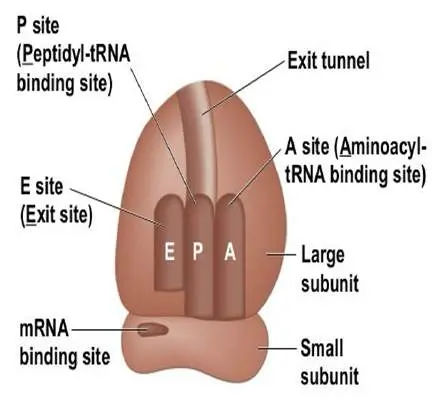 P site
(Peptidyl-tRNA
binding site)
Exit tunnel
A site (Aminoacyl-
tRNA binding site)
E site
(Exit site)
E P A
Large
subunit
mRNA
binding site
Small
subunit